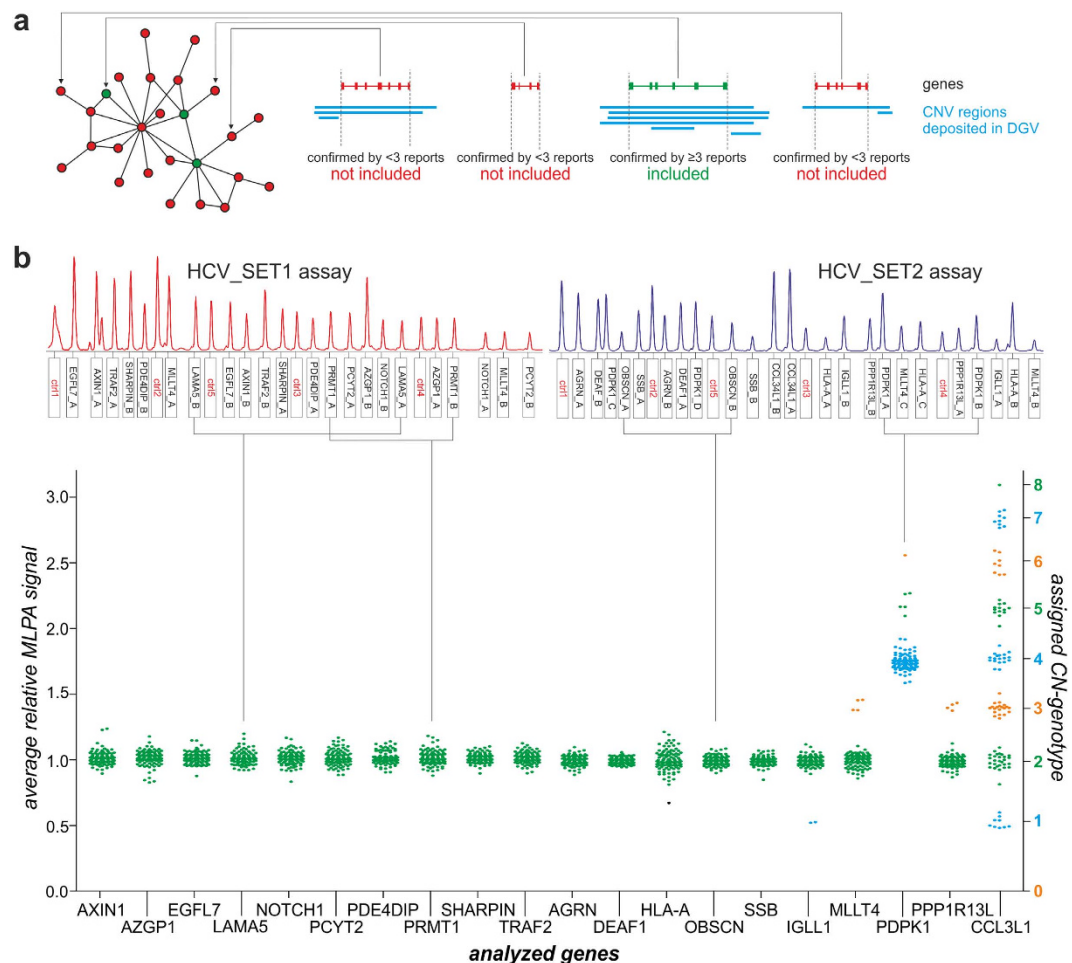 a
genes
CNV regions
deposited in DGV
confirmed by <3 reports
not included
confirmed by <3 reports
not included
confirmed by ≥3 reports
included
confirmed by <3 reports
not included
b
HCV_SET1 assay
HCV_SET2 assay
ctrl1
EGFL7_A
AXIN1_A
TRAF2_A
SHARPIN_B
PDE4DIP_B
ctrl2
MLLT4_A
LAMA5_B
ctrl5
EGFL7_B
AXIN1_B
TRAF2_B
SHARPIN_A
ctrl3
PDE4DIP_A
PRMT1_A
PCYT2_A
AZGP1_B
NOTCH1_B
LAMA5_A
ctrl4
AZGP1_A
PRMT1_B
NOTCH1_A
MLLT4_B
PCYT2_B
ctrl1
AGRN_A
DEAF_B
PDPK1_C
OBSCN_A
SSB_A
ctrl2
AGRN_B
DEAF1_A
PDPK1_D
ctrl5
OBSCN_B
SSB_B
CCL34L1_B
CCL34L1_A
ctrl3
HLA-A_A
IGLL1_B
PPP1R13L_B
PDPK1_A
MLLT4_C
HLA-A_C
ctrl4
PPP1R13L_A
PDPK1_B
IGLL1_A
HLA-A_B
MLLT4_B
average relative MLPA signal
3.0
2.5
2.0
1.5
1.0
0.5
0.0
assigned CN-genotype
8
7
6
5
4
3
2
1
0
AXIN1
AZGP1
EGFL7
LAMA5
NOTCH1
PCYT2
PDE4DIP
PRMT1
SHARPIN
TRAF2
AGRN
DEAF1
HLA-A
OBSCN
SSB
IGLL1
MLLT4
PDPK1
PPP1R13L
CCL3L1
analyzed genes